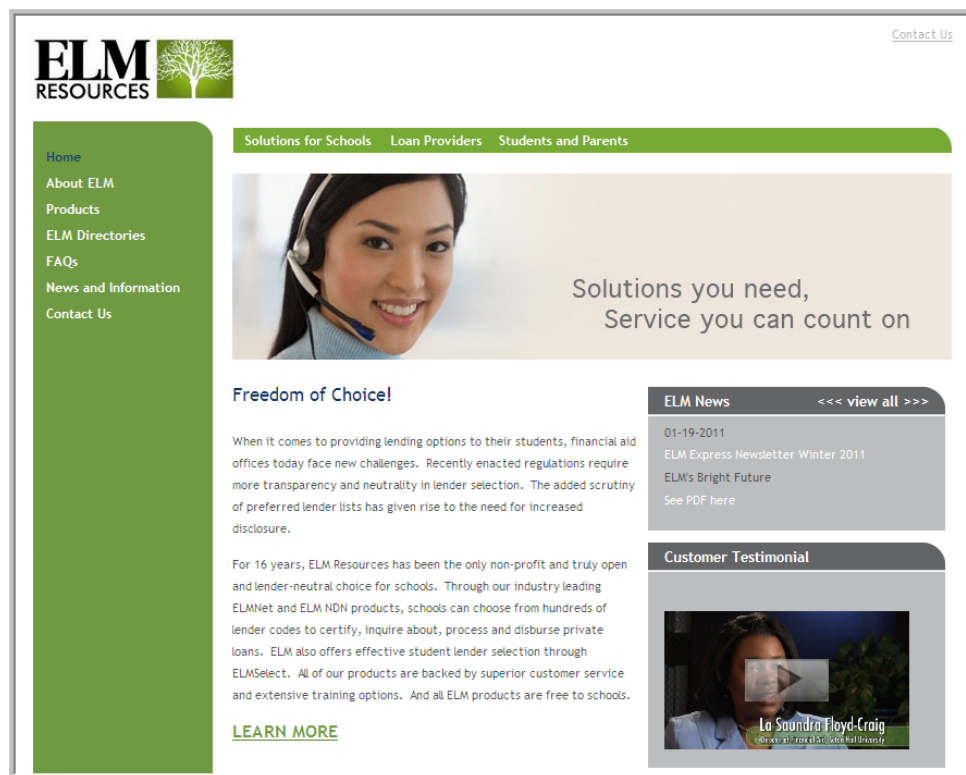 Contact Us
ELM
RESOURCES
Home
About ELM
Products
ELM Directories
FAQs
News and Information
Contact Us
Solutions for Schools Loan Providers Students and Parents
Solutions you need,
Service you can count on
Freedom of Choice!
When it comes to providing lending options to their students, financial aid
offices today face new challenges. Recently enacted regulations require
more transparency and neutrality in lender selection. The added scrutiny
of preferred lender lists has given rise to the need for increased
disclosure.
For 16 years, ELM Resources has been the only non-profit and truly open
and lender-neutral choice for schools. Through our industry leading
ELMNet and ELM NDN products, schools can choose from hundreds of
lender codes to certify, inquire about, process and disburse private
loans. ELM also offers effective student lender selection through
ELMSelect. All of our products are backed by superior customer service
and extensive training options. And all ELM products are free to schools.
LEARN MORE
ELM News <<< view all >>>
01-19-2011
ELM Express Newsletter Winter 2011
ELM's Bright Future
See PDF here
Customer Testimonial
La Saundra Floyd-Craig
Director of Financial Aid, Seton Hall University